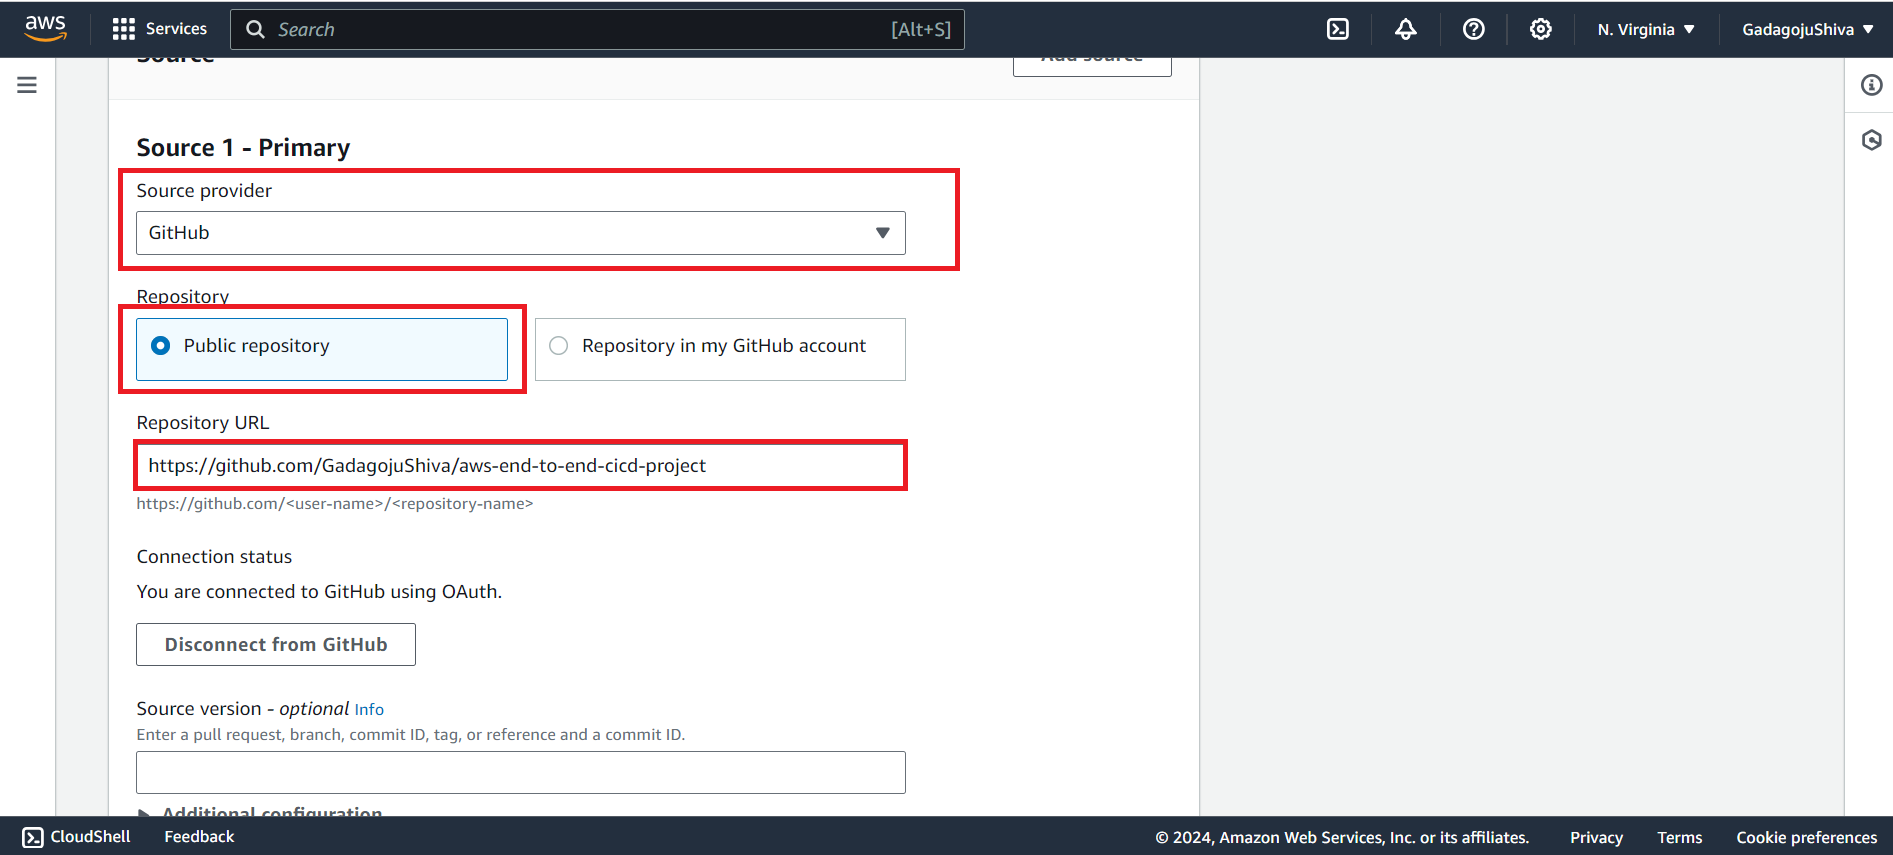 aws Services Search [Alt+S] N. Virginia GadagojuShiva
Source Add source
Source 1 - Primary
Source provider
GitHub
Repository
Public repository Repository in my GitHub account
Repository URL
https://github.com/GadagojuShiva/aws-end-to-end-cicd-project
https://github.com/<user-name>/<repository-name>
Connection status
You are connected to GitHub using OAuth.
Disconnect from GitHub
Source version - optional Info
Enter a pull request, branch, commit ID, tag, or reference and a commit ID.
Additional configuration
CloudShell Feedback © 2024, Amazon Web Services, Inc. or its affiliates. Privacy Terms Cookie preferences